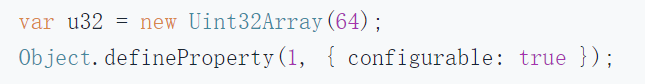 var u32 = new Uint32Array(64);
Object.defineProperty(1, { configurable: true });